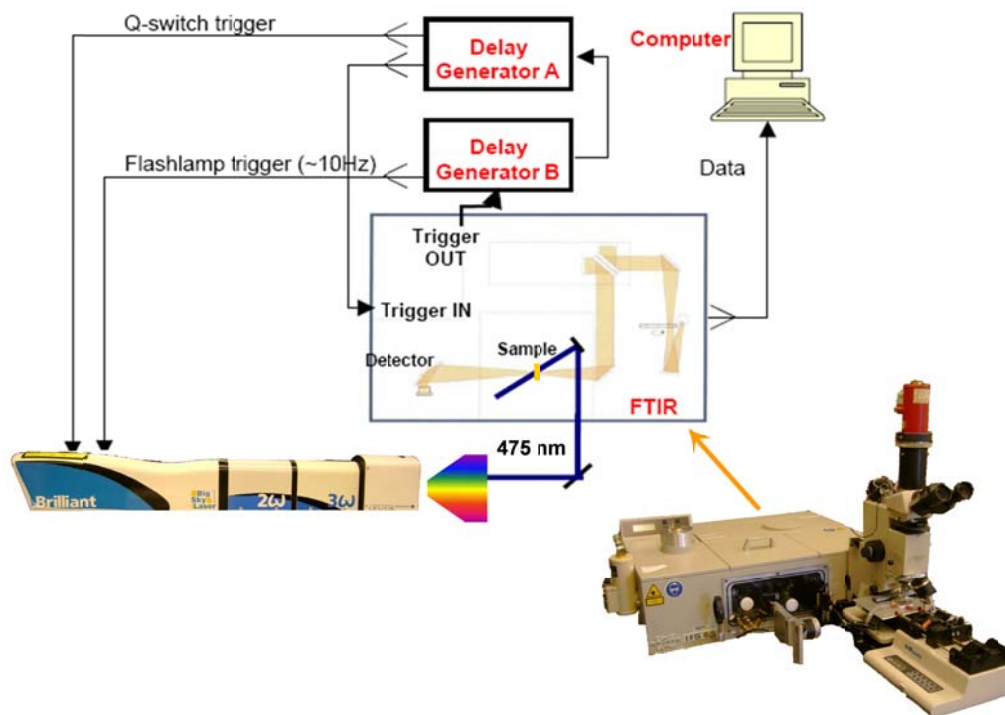 Q-switch trigger
Delay
Generator A
Computer
Flashlamp trigger (~10Hz)
Delay
Generator B
Data
Trigger
OUT
Trigger IN
Sample
Detector
FTIR
475 nm
Brilliant
Big
Sky
Laser
2ω
3ω